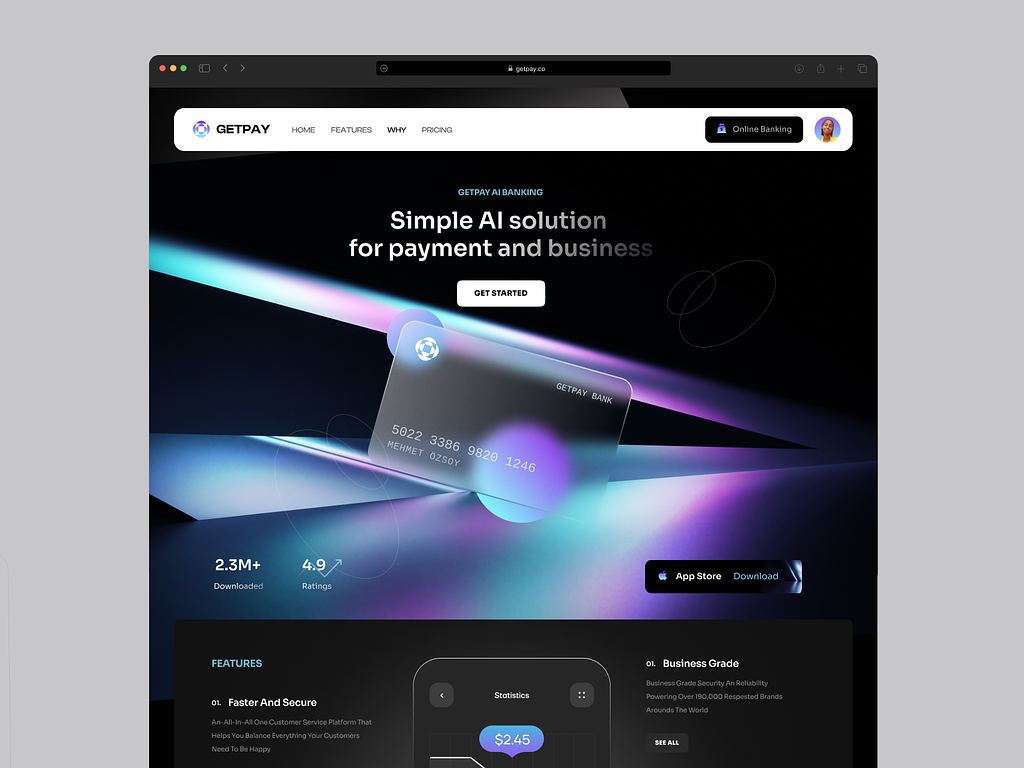 getpay.co
GETPAY
HOME
FEATURES
WHY
PRICING
Online Banking
GETPAY AI BANKING
Simple AI solution
for payment and business
GET STARTED
GETPAY BANK
5022 3386 9820 1246
MEHMET ÖZSOY
2.3M+
Downloaded
4.9
Ratings
App Store Download
FEATURES
01. Faster And Secure
An-All-In-All One Customer Service Platform That
Helps You Balance Everything Your Customers
Need To Be Happy
Statistics
$2.45
01. Business Grade
Business Grade Security An Reliability
Powering Over 190,000 Respested Brands
Arounds The World
SEE ALL